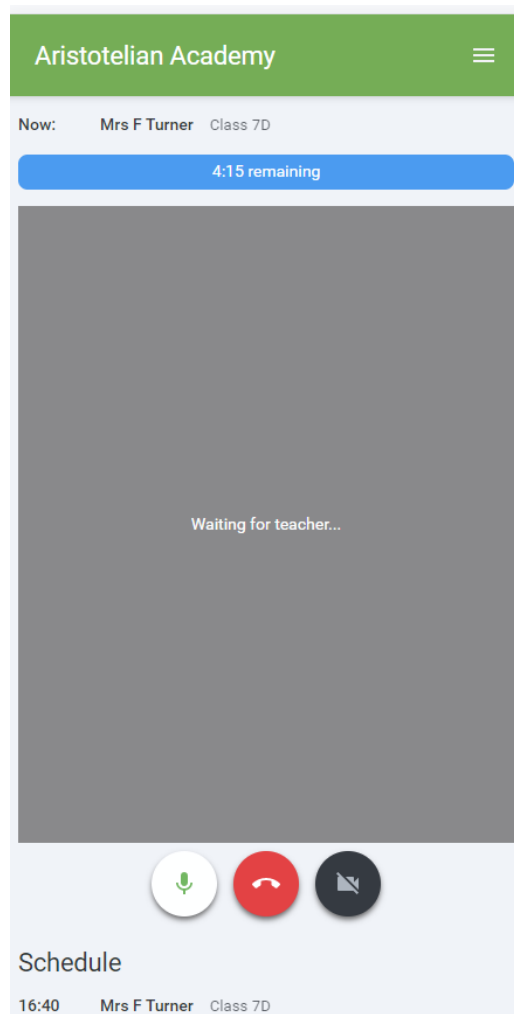 Aristotelian Academy
Now: Mrs F Turner Class 7D
4:15 remaining
Waiting for teacher...
Schedule
16:40 Mrs F Turner Class 7D